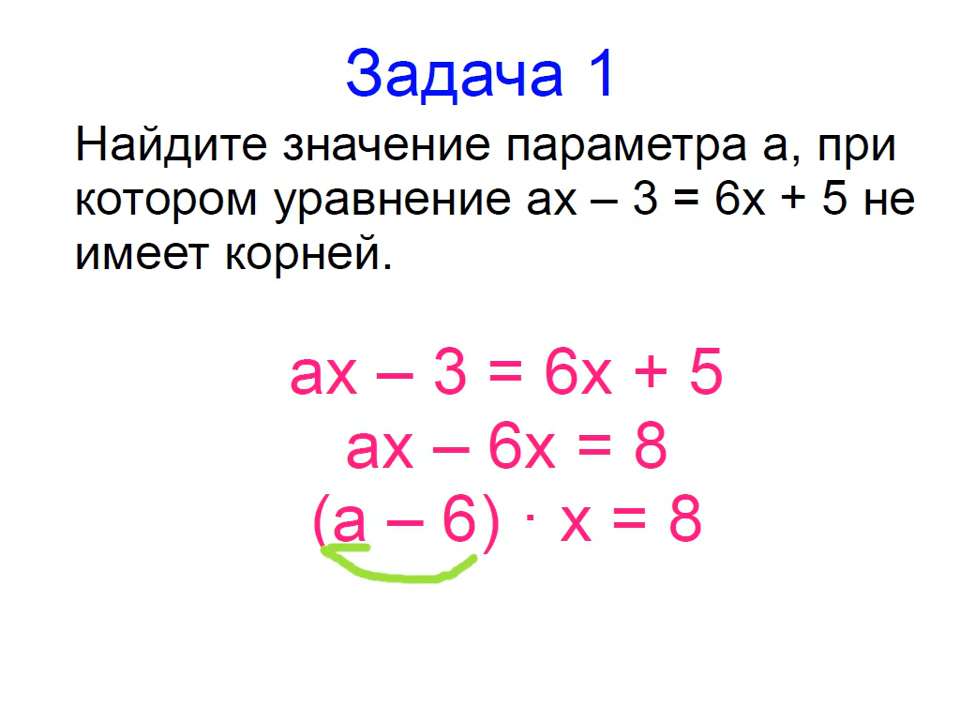 Задача 1
Найдите значение параметра а, при
котором уравнение ах – 3 = 6х + 5 не
имеет корней.
ах – 3 = 6х + 5
ах – 6х = 8
(а – 6) · х = 8